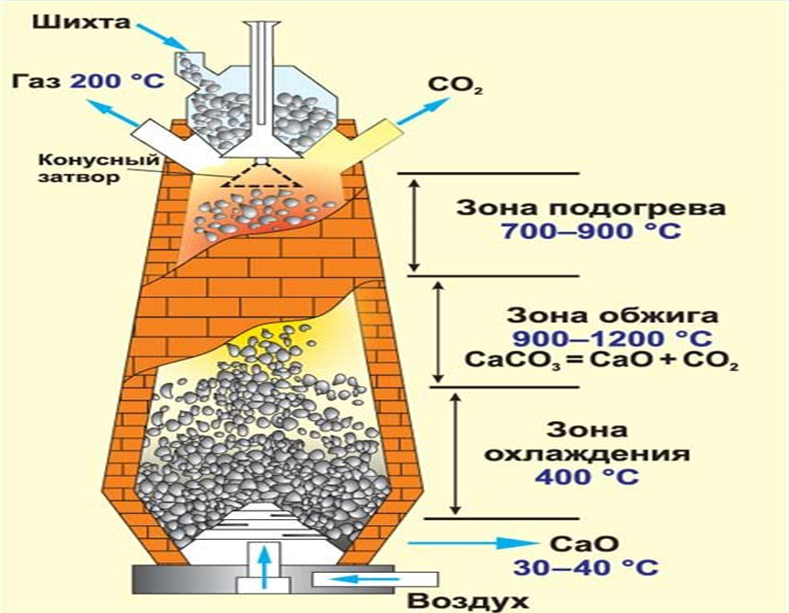 Шихта
Газ 200 °C
CO₂
Конусный
затвор
Зона подогрева
700–900 °C
Зона обжига
900–1200 °C
CaCO₃ = CaO + CO₂
Зона
охлаждения
400 °C
CaO
30–40 °C
Воздух